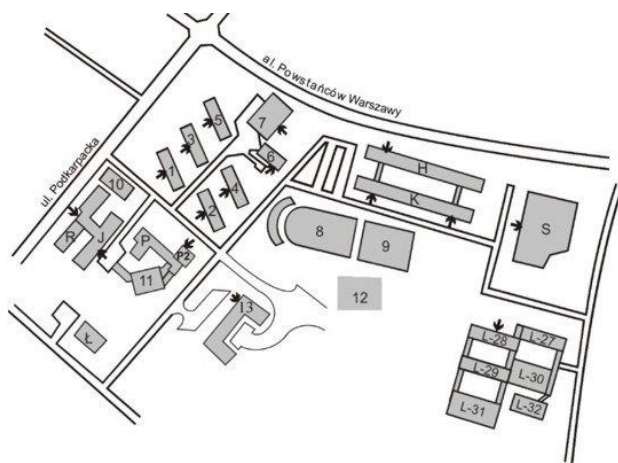 al. Powstańców Warszawy
ul. Podkarpacka
5
7
3
1
6
4
2
H
K
S
10
R
J
P
P2
11
8
9
12
13
Ł
L-28
L-27
L-29
L-30
L-31
L-32